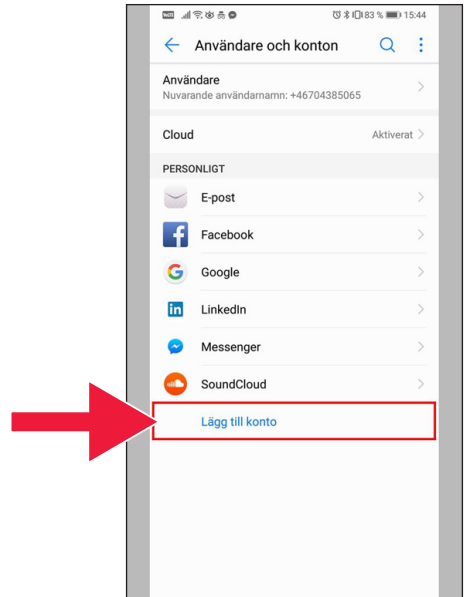 83 % 15:44
Användare och konton
Användare
Nuvarande användarnamn: +46704385065
Cloud Aktiverat
PERSONLIGT
E-post
Facebook
Google
LinkedIn
Messenger
SoundCloud
Lägg till konto